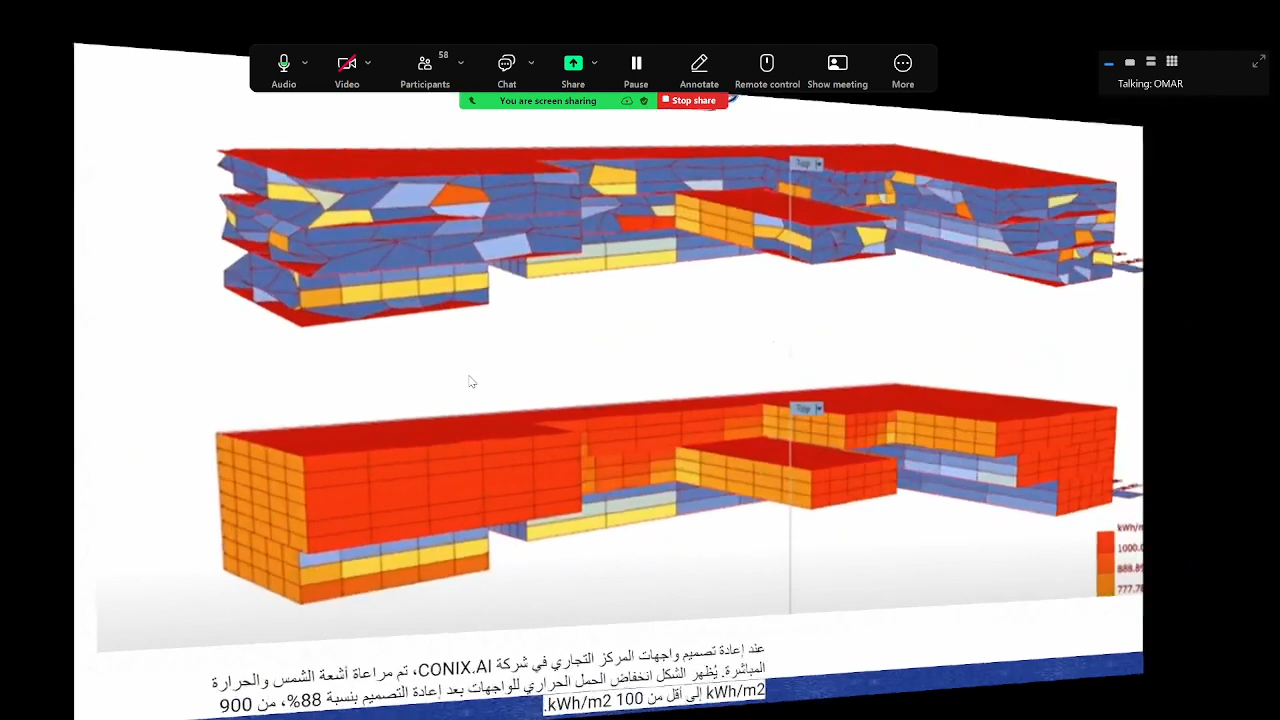 58
Audio
Video
Participants
Chat
Share
Pause
Annotate
Remote control
Show meeting
More
Talking: OMAR
You are screen sharing
Stop share
kWh/m
1000.0
888.89
777.78
عند إعادة تصميم واجهات المركز التجاري في شركة CONIX.AI، تم مراعاة أشعة الشمس والحرارة
المباشرة. يُظهر الشكل انخفاض الحمل الحراري للواجهات بعد إعادة التصميم بنسبة 88%، من 900
kWh/m2 إلى أقل من 100 kWh/m2.